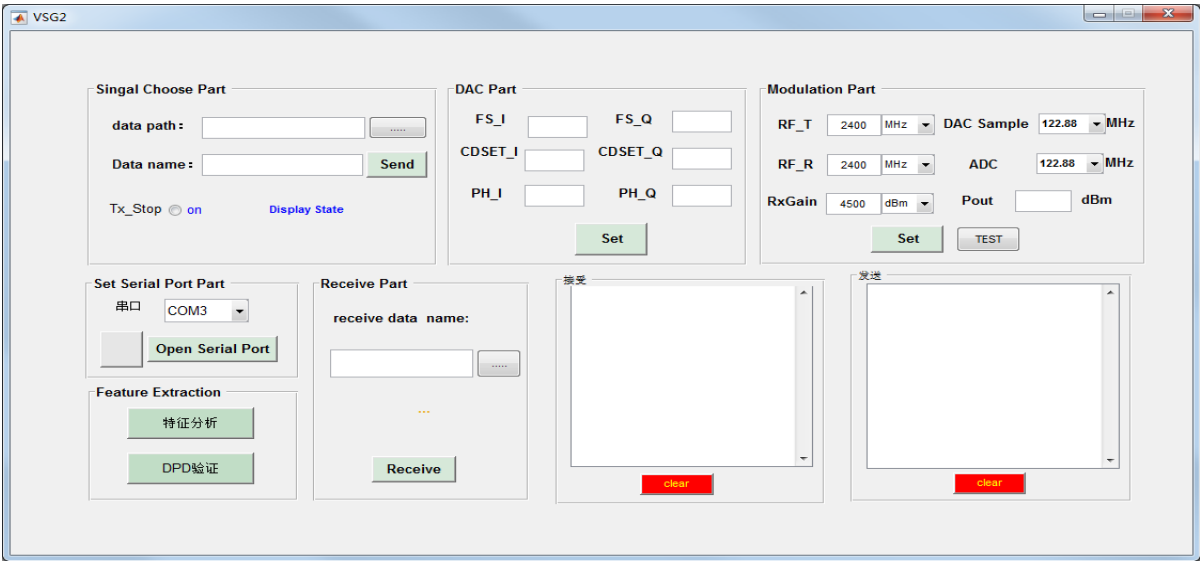 VSG2
Singal Choose Part
data path:
.....
Data name:
Send
Tx_Stop on Display State
DAC Part
FS_I FS_Q
CDSET_I CDSET_Q
PH_I PH_Q
Set
Modulation Part
RF_T 2400 MHz DAC Sample 122.88 MHz
RF_R 2400 MHz ADC 122.88 MHz
RxGain 4500 dBm Pout dBm
Set TEST
Set Serial Port Part
串口 COM3
Open Serial Port
Feature Extraction
特征分析
DPD验证
Receive Part
receive data name:
.....
...
Receive
接受
clear
发送
clear